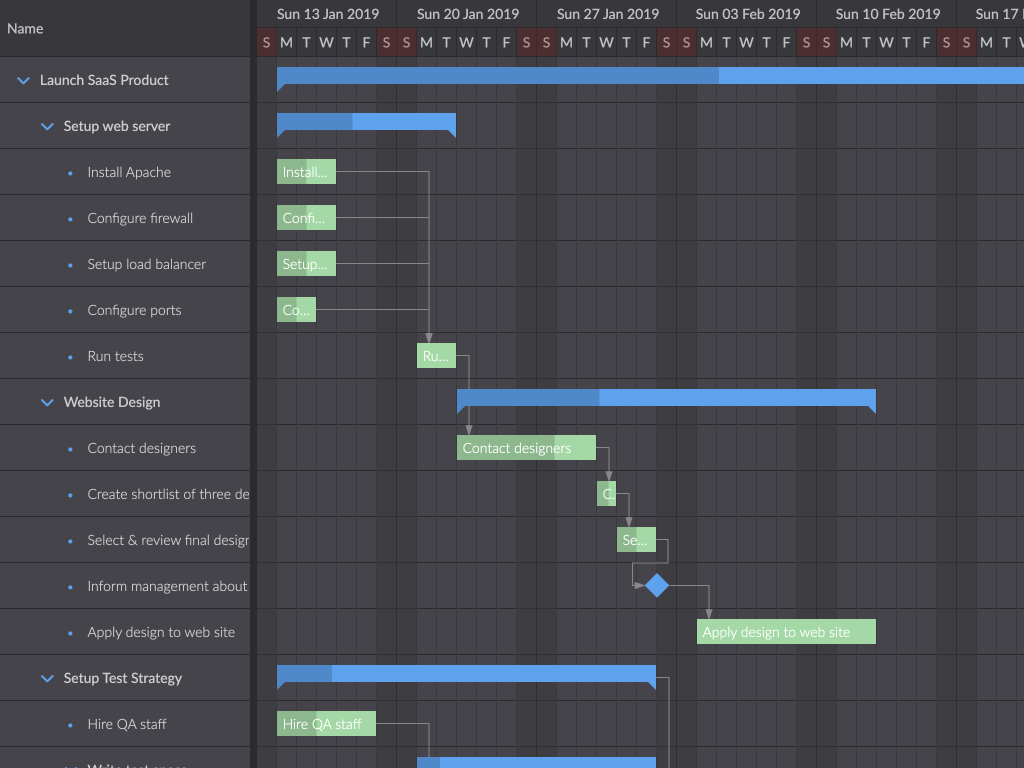 Name
Sun 13 Jan 2019 Sun 20 Jan 2019 Sun 27 Jan 2019 Sun 03 Feb 2019 Sun 10 Feb 2019 Sun 17
S M T W T F S S M T W T F S S M T W T F S S M T W T F S S M T W T F S S M T
Launch SaaS Product
Setup web server
Install Apache Install...
Configure firewall Confi...
Setup load balancer Setup...
Configure ports Co...
Run tests Ru...
Website Design
Contact designers Contact designers
Create shortlist of three de C.
Select & review final design Se...
Inform management about
Apply design to web site Apply design to web site
Setup Test Strategy
Hire QA staff Hire QA staff